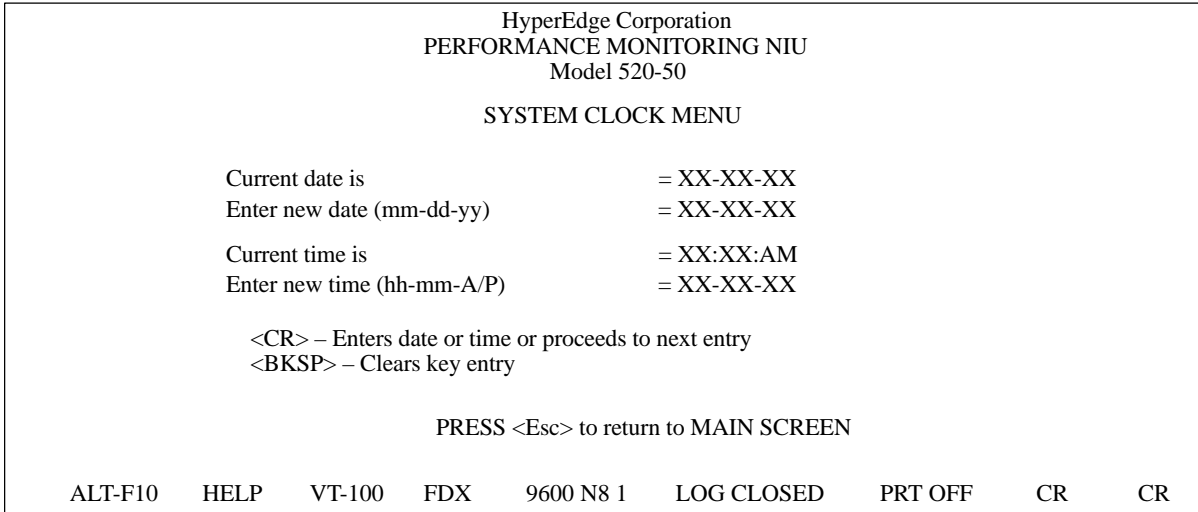 HyperEdge Corporation
PERFORMANCE MONITORING NIU
Model 520-50
SYSTEM CLOCK MENU
Current date is = XX-XX-XX
Enter new date (mm-dd-yy) = XX-XX-XX
Current time is = XX:XX:AM
Enter new time (hh-mm-A/P) = XX-XX-XX
<CR> – Enters date or time or proceeds to next entry
<BKSP> – Clears key entry
PRESS <Esc> to return to MAIN SCREEN
ALT-F10 HELP VT-100 FDX 9600 N8 1 LOG CLOSED PRT OFF CR CR